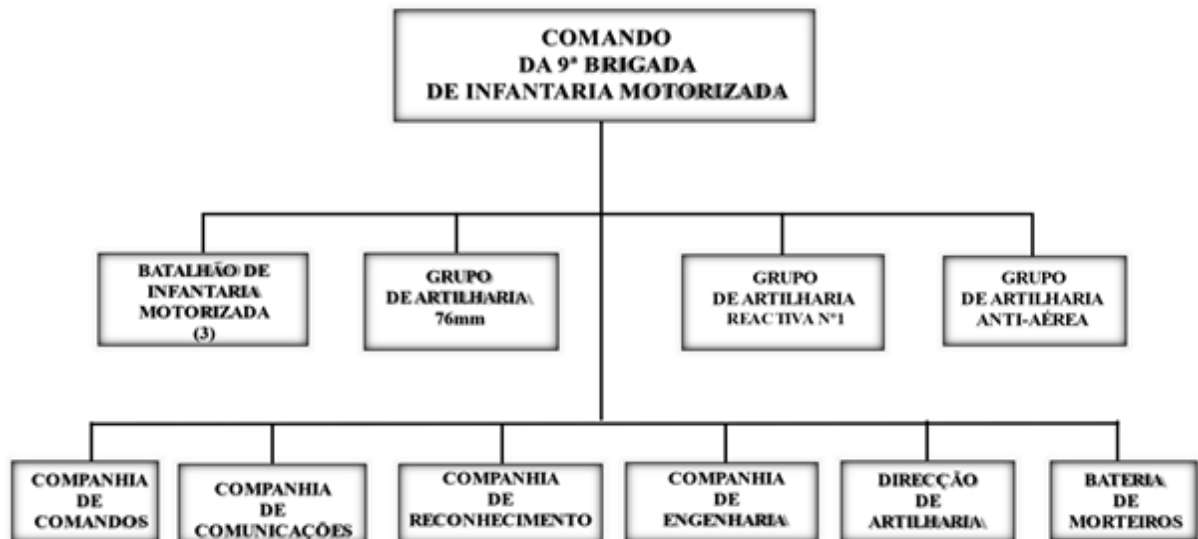 COMANDO
DA 9ª BRIGADA
DE INFANTARIA MOTORIZADA
BATALHÃO DE
INFANTARIA
MOTORIZADA
(3)
GRUPO
DE ARTILHARIA
76mm
GRUPO
DE ARTILHARIA
REACTIVA Nº1
GRUPO
DE ARTILHARIA
ANTI-AÉREA
COMPANHIA
DE
COMANDOS
COMPANHIA
DE
COMUNICAÇÕES
COMPANHIA
DE
RECONHECIMENTO
COMPANHIA
DE
ENGENHARIA
DIRECÇÃO
DE
ARTILHARIA
BATERIA
DE
MORTEIROS